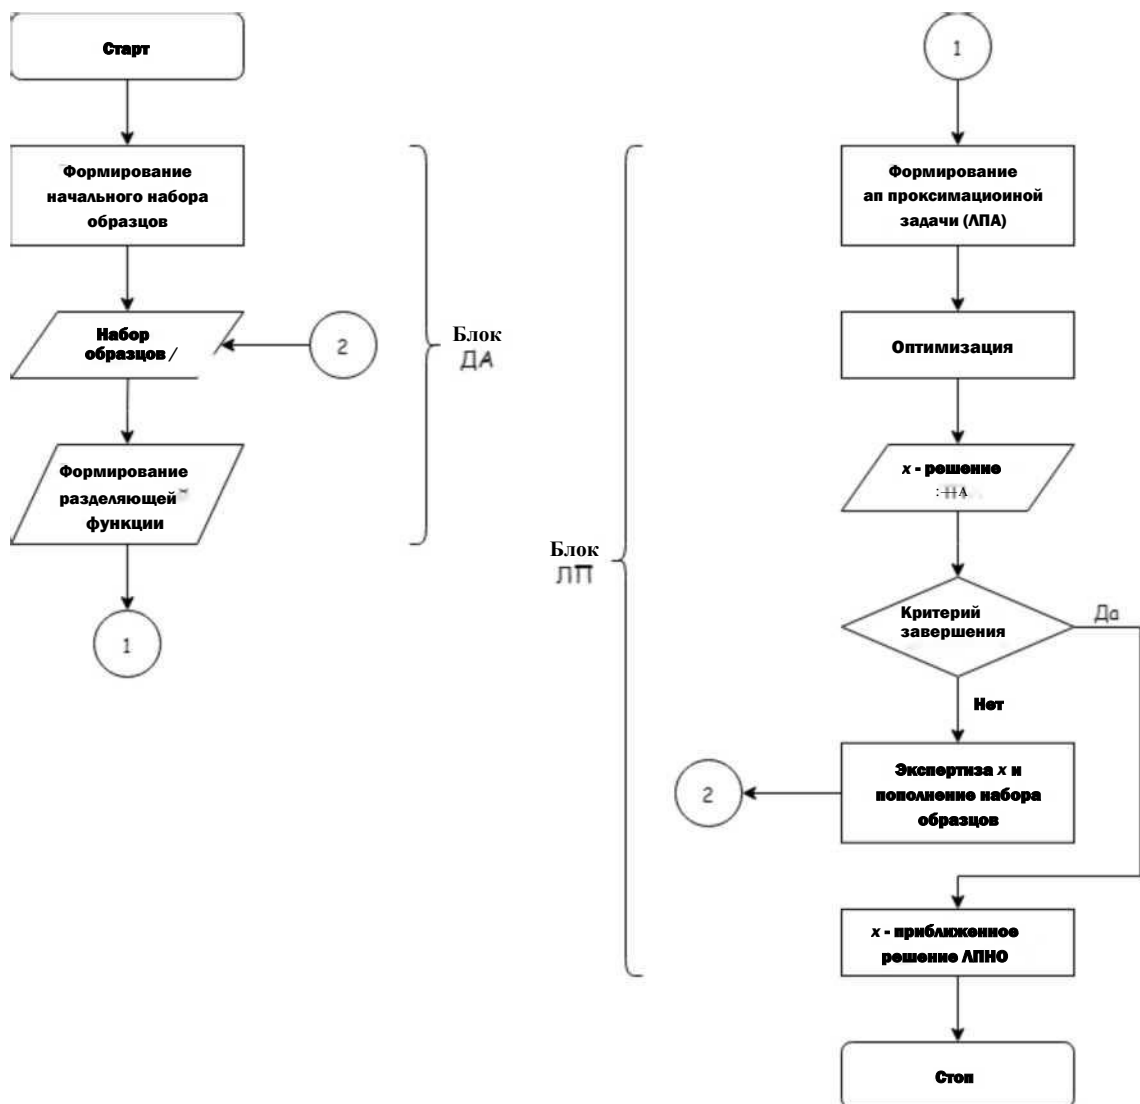 Старт
Формирование
начального набора
образцов
Набор
образцов /
2
Блок
ДА
Формирование
разделяющей
функции
1
1
Формирование
ап проксимациоиной
задачи (ЛПА)
Оптимизация
x - решение
Блок
ЛП
Критерий
завершения
Да
Нет
Экспертиза x и
пополнение набора
образцов
2
x - приближенное
решение ЛПНО
Стоп